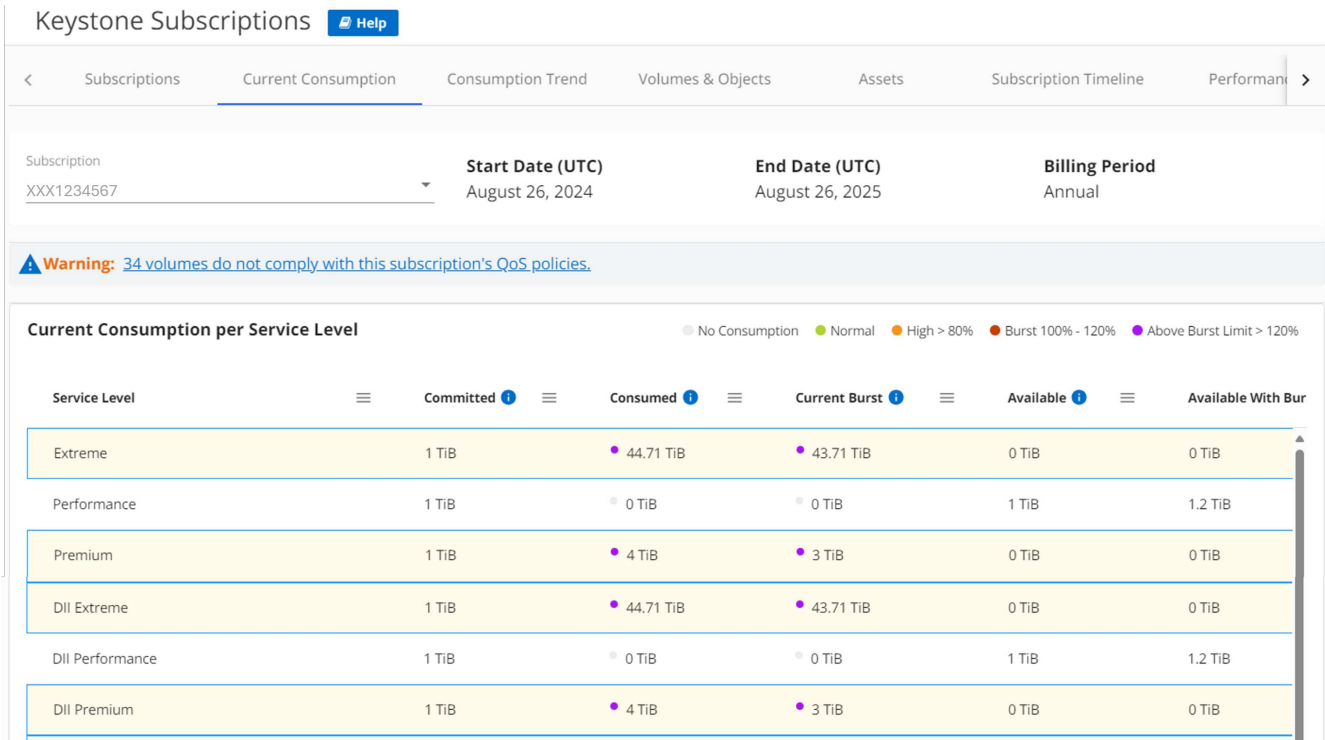 Keystone Subscriptions Help
Subscriptions Current Consumption Consumption Trend Volumes & Objects Assets Subscription Timeline Performanc
Subscription
XXX1234567
Start Date (UTC) End Date (UTC) Billing Period
August 26, 2024 August 26, 2025 Annual
Warning: 34 volumes do not comply with this subscription's QoS policies.
Current Consumption per Service Level No Consumption Normal High > 80% Burst 100% - 120% Above Burst Limit > 120%
Service Level Committed Consumed Current Burst Available Available With Bur
Extreme 1 TiB 44.71 TiB 43.71 TiB 0 TiB 0 TiB
Performance 1 TiB 0 TiB 0 TiB 1 TiB 1.2 TiB
Premium 1 TiB 4 TiB 3 TiB 0 TiB 0 TiB
DII Extreme 1 TiB 44.71 TiB 43.71 TiB 0 TiB 0 TiB
DII Performance 1 TiB 0 TiB 0 TiB 1 TiB 1.2 TiB
DII Premium 1 TiB 4 TiB 3 TiB 0 TiB 0 TiB